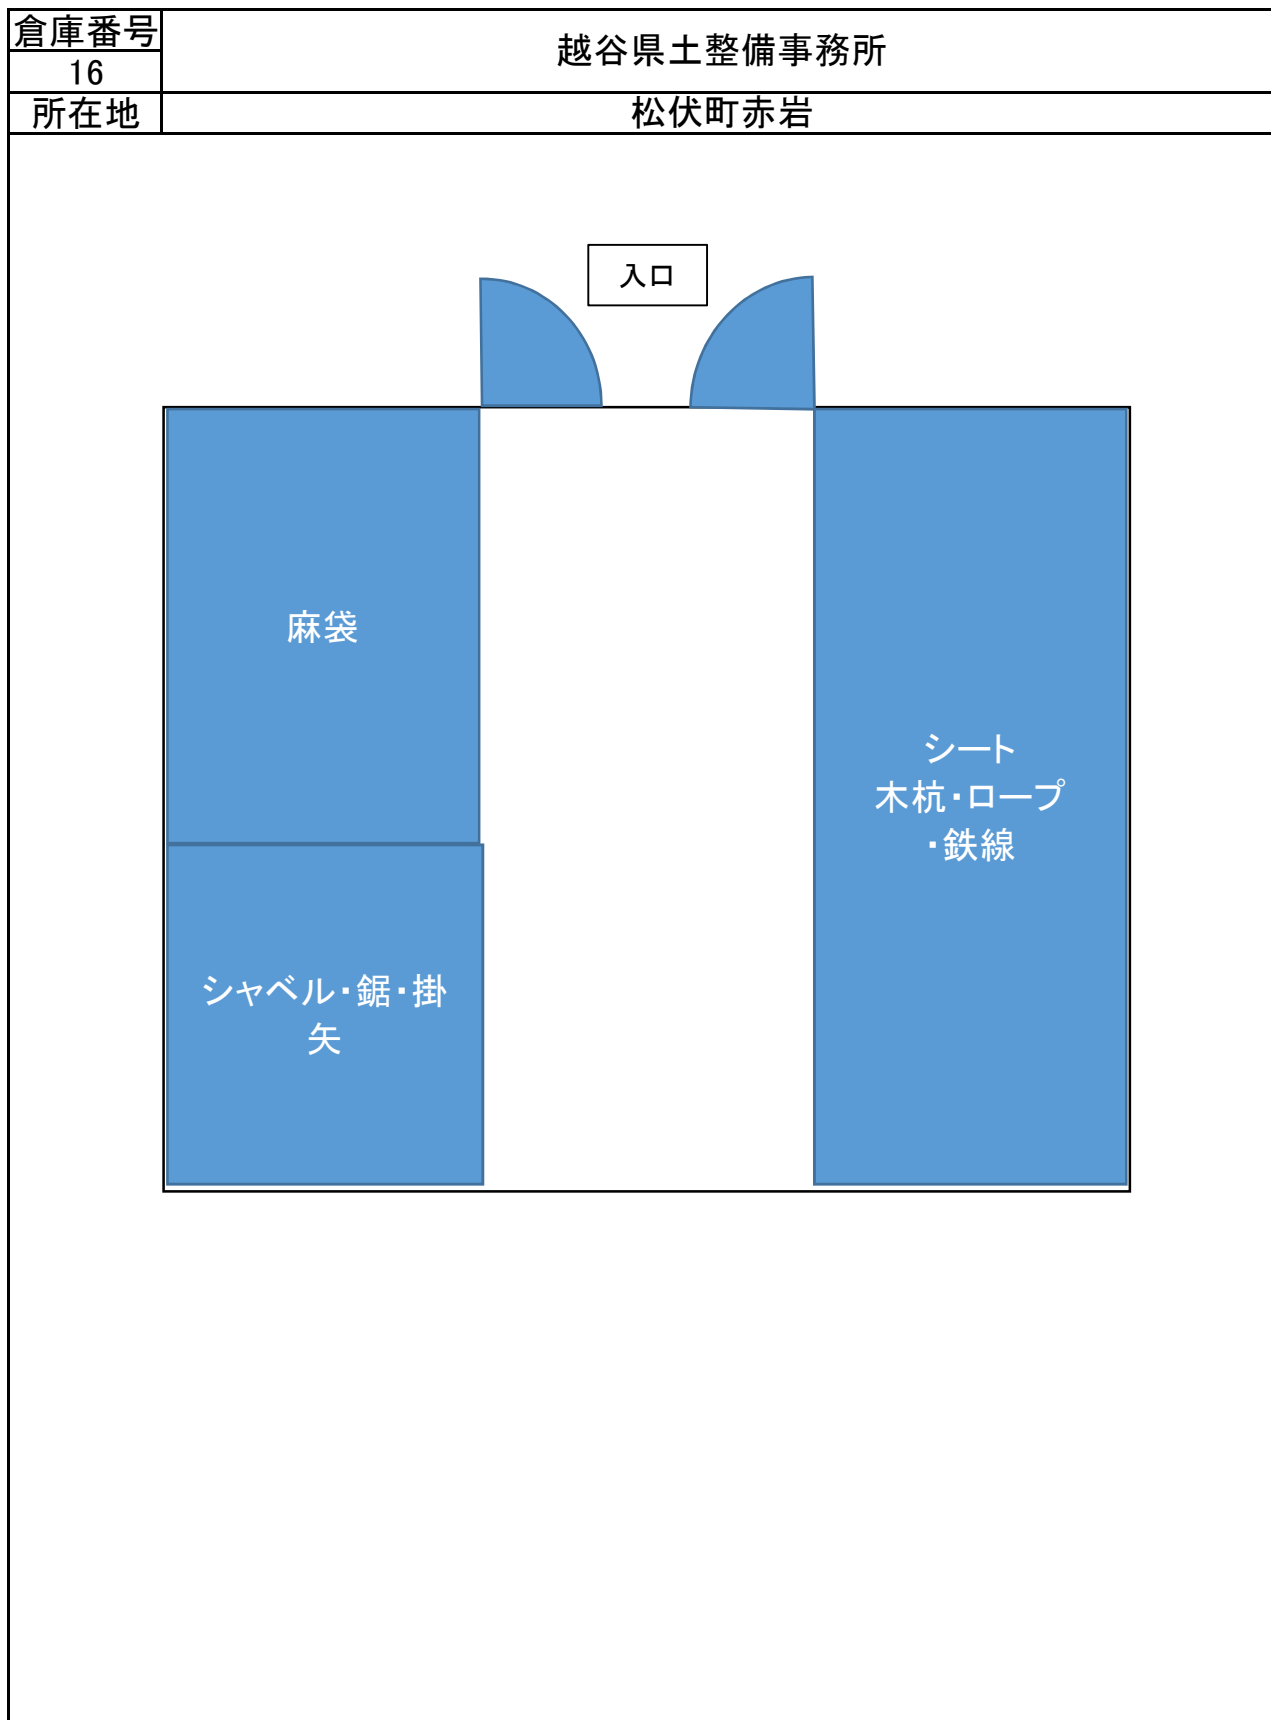 倉庫番号
越谷県土整備事務所
16
所在地
松伏町赤岩
入口
麻袋
シート
木杭・ロープ
・鉄線
シャベル・鋸・掛
矢